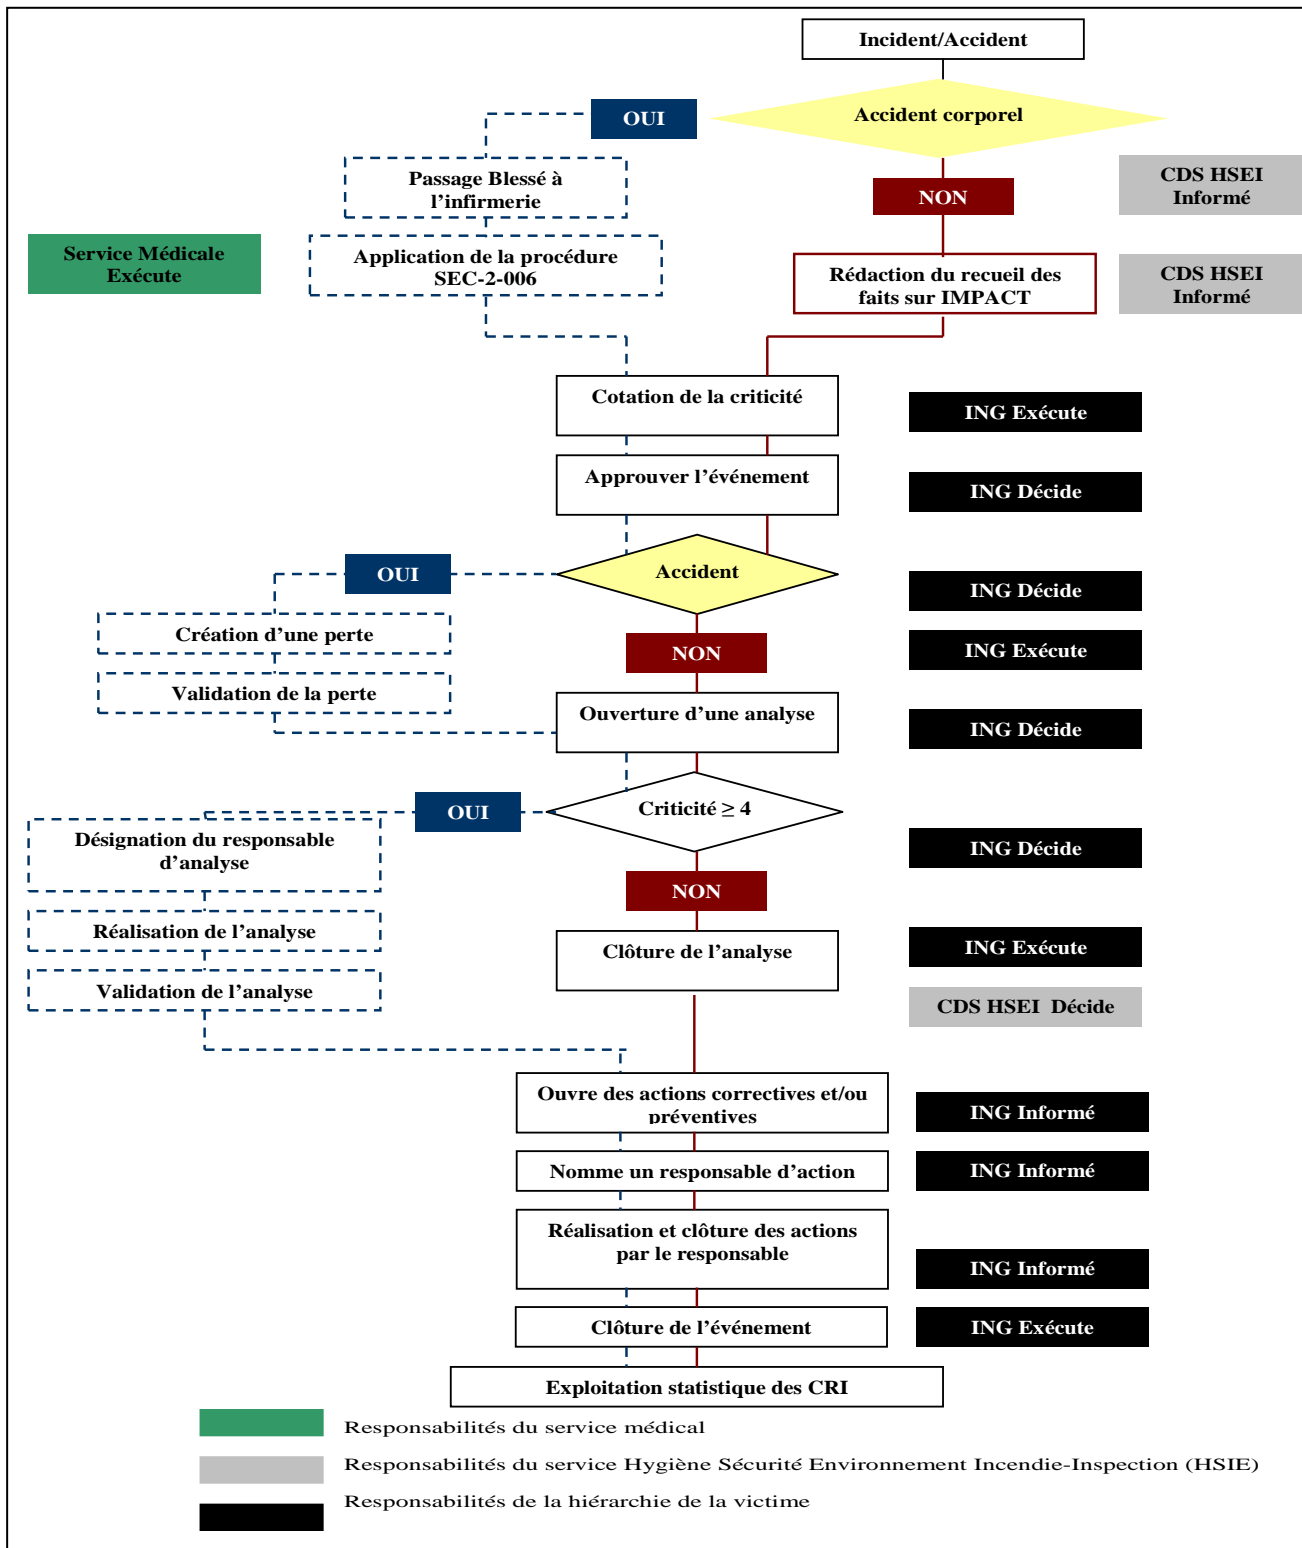 Incident/Accident
Accident corporel
OUI
Passage Blessé à
l’infirmerie
NON
CDS HSEI
Informé
Service Médicale
Exécute
Application de la procédure
SEC-2-006
Rédaction du recueil des
faits sur IMPACT
CDS HSEI
Informé
Cotation de la criticité
ING Exécute
Approuver l’événement
ING Décide
Accident
OUI
ING Décide
Création d’une perte
NON
ING Exécute
Validation de la perte
Ouverture d’une analyse
ING Décide
Criticité ≥ 4
OUI
Désignation du responsable
d’analyse
ING Décide
NON
Réalisation de l’analyse
Clôture de l’analyse
ING Exécute
Validation de l’analyse
CDS HSEI  Décide
Ouvre des actions correctives et/ou
préventives
ING Informé
Nomme un responsable d’action
ING Informé
Réalisation et clôture des actions
par le responsable
ING Informé
Clôture de l’événement
ING Exécute
Exploitation statistique des CRI
Responsabilités du service médical
Responsabilités du service Hygiène Sécurité Environnement Incendie-Inspection (HSIE)
Responsabilités de la hiérarchie de la victime